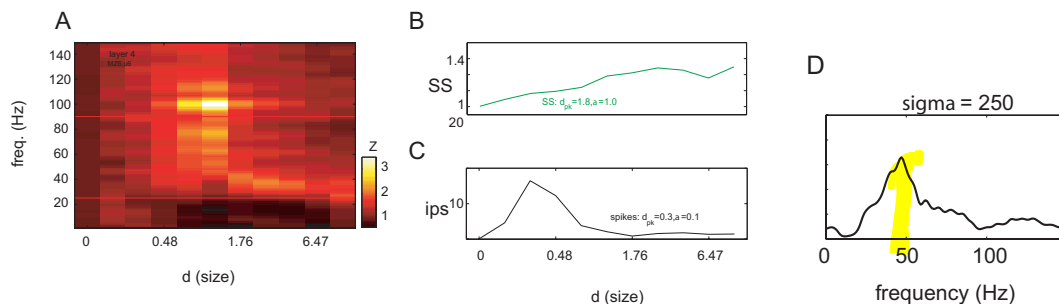 A
layer 4
freq. (Hz)
140
120
100
80
60
40
20
0
0.48
1.76
6.47
d (size)
Z
3
2
1
B
SS
1.4
1
20
SS: dpk=1.8,a=1.0
C
ips
10
spikes: dpk=0.3,a=0.1
0
0.48
1.76
6.47
d (size)
D
sigma = 250
0
50
100
frequency (Hz)